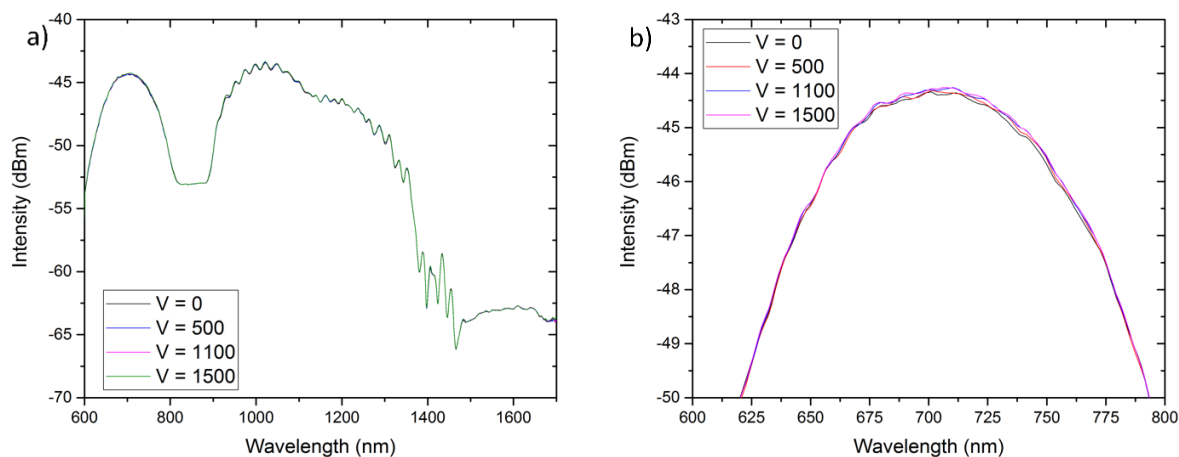 a)
-40
-45
-50
-55
-60
-65
-70
Intensity (dBm)
V = 0
V = 500
V = 1100
V = 1500
600 800 1000 1200 1400 1600
Wavelength (nm)
b)
-43
-44
-45
-46
-47
-48
-49
-50
Intensity (dBm)
V = 0
V = 500
V = 1100
V = 1500
600 625 650 675 700 725 750 775 800
Wavelength (nm)